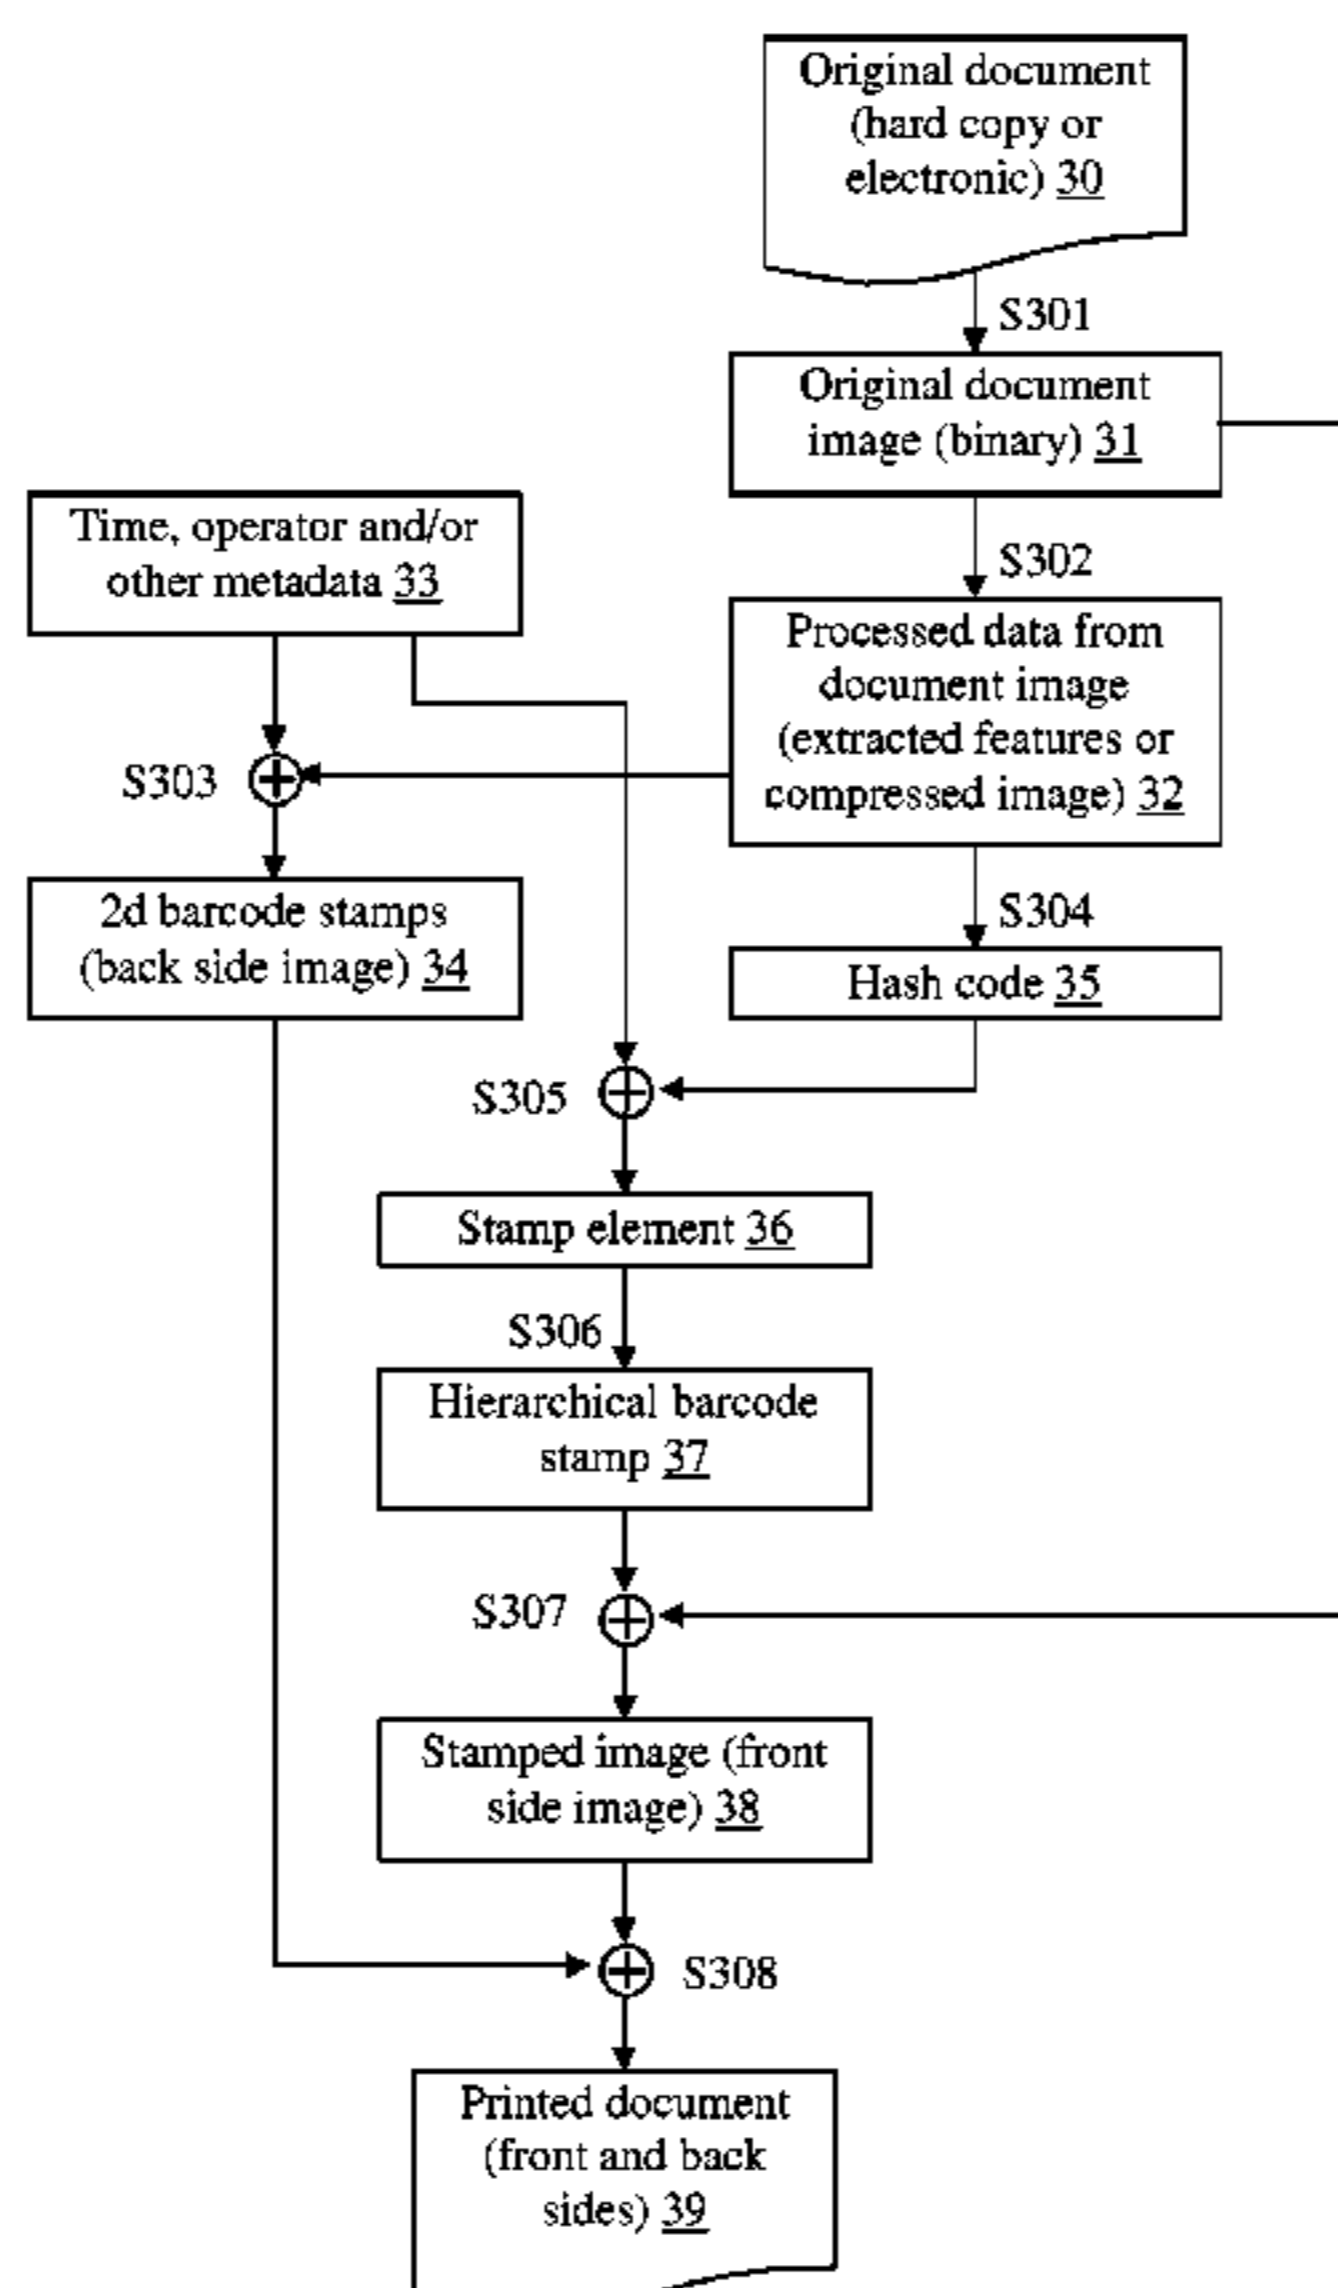 Original document
(hard copy or
electronic) 30
S301
Original document
image (binary) 31
Time, operator and/or
other metadata 33
S302
Processed data from
document image
(extracted features or
compressed image) 32
S303
2d barcode stamps
(back side image) 34
S304
Hash code 35
S305
Stamp element 36
S306
Hierarchical barcode
stamp 37
S307
Stamped image (front
side image) 38
S308
Printed document
(front and back
sides) 39